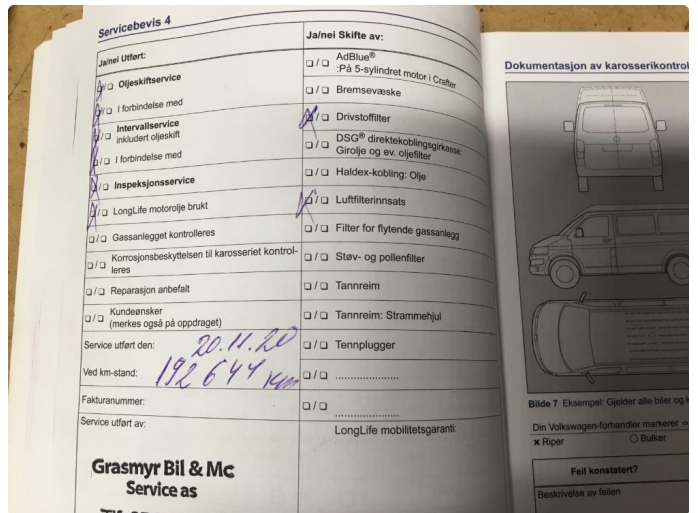 Servicebevis 4
Ja/nei Utført:
Oljeskiftservice
I forbindelse med
Intervallservice
inkludert oljeskift
I forbindelse med
Inspeksjonsservice
LongLife motorolje brukt
Gassanlegget kontrolleres
Korrosjonsbeskyttelsen til karosseriet kontrol-
leres
Reparasjon anbefalt
Kundeønsker
(merkes også på oppdraget)
Service utført den: 20.11.20
Ved km-stand: 192 644 km
Fakturanummer:
Service utført av:
Grasmyr Bil & Mc
Service as
Ja/nei Skifte av:
AdBlue®
:På 5-sylindret motor i Crafter
Bremsevæske
Drivstoffilter
DSG® direktekoblingsgirkasse:
Girolje og ev. oljefilter
Haldex-kobling: Olje
Luftfilterinnsats
Filter for flytende gassanlegg
Støv- og pollenfilter
Tannreim
Tannreim: Strammehjul
Tennplugger
....................
....................
LongLife mobilitetsgaranti:
Dokumentasjon av karosserikontrol
Bilde 7 Eksempel: Gjelder alle biler og
Din Volkswagen-forhandler markerer
× Riper
Bulker
Feil konstatert?
Beskrivelse av feilen